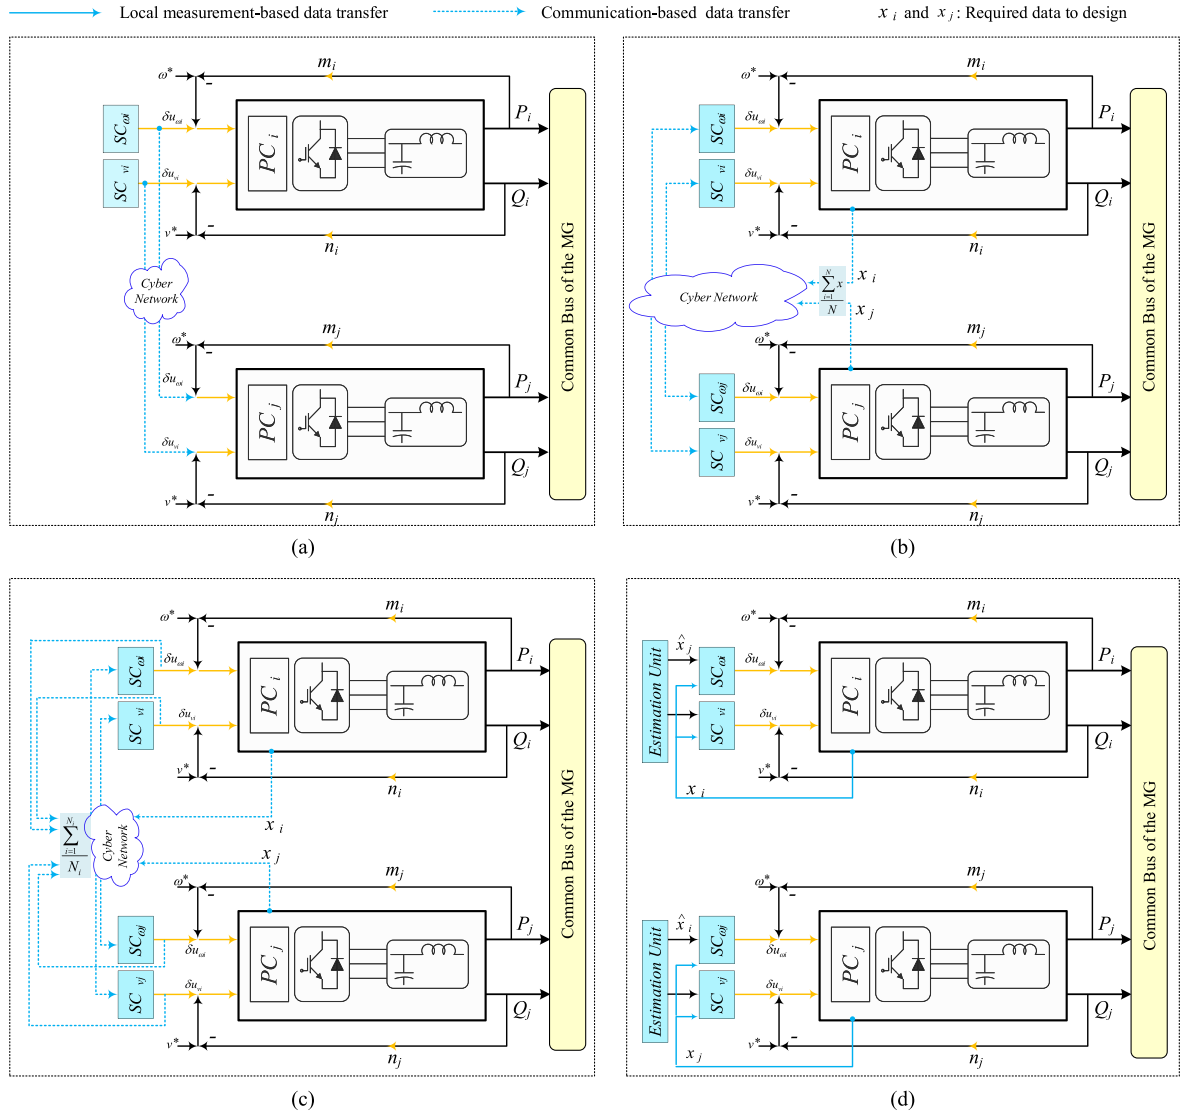 Local measurement-based data transfer
Communication-based data transfer
x i and x j : Required data to design
ω*
-
m i
P i
SC ωi
δu ωi
PC i
SC vi
δu vi
Q i
v*
-
n i
Cyber
Network
ω*
-
m j
P j
δu ωi
PC j
δu vi
Q j
v*
-
n j
Common Bus of the MG
(a)
ω*
-
m i
P i
SC ωi
δu ωi
PC i
SC vi
δu vi
Q i
v*
-
n i
Cyber Network
N
∑ x
i=1
N
x i
x j
ω*
-
m j
P j
SC ωj
δu ωi
PC j
SC vj
δu vi
Q j
v*
-
n j
Common Bus of the MG
(b)
ω*
-
m i
P i
SC ωi
δu ωi
PC i
SC vi
δu vi
Q i
v*
-
n i
N i
∑
i=1
N i
Cyber
Network
x i
x j
ω*
-
m j
P j
SC ωj
δu ωi
PC j
SC vj
δu vi
Q j
v*
-
n j
Common Bus of the MG
(c)
ω*
-
m i
P i
Estimation Unit
x̂ j
SC ωi
δu ωi
PC i
SC vi
δu vi
Q i
v*
-
n i
x i
ω*
-
m j
P j
Estimation Unit
x̂ i
SC ωj
δu ωi
PC j
SC vj
δu vi
Q j
v*
-
n j
x j
Common Bus of the MG
(d)